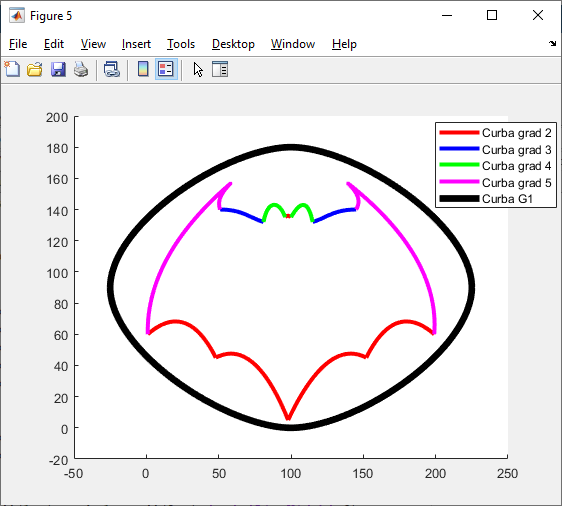 Figure 5
File Edit View Insert Tools Desktop Window Help
200
180
160
140
120
100
80
60
40
20
0
-20
-50 0 50 100 150 200 250
Curba grad 2
Curba grad 3
Curba grad 4
Curba grad 5
Curba G1